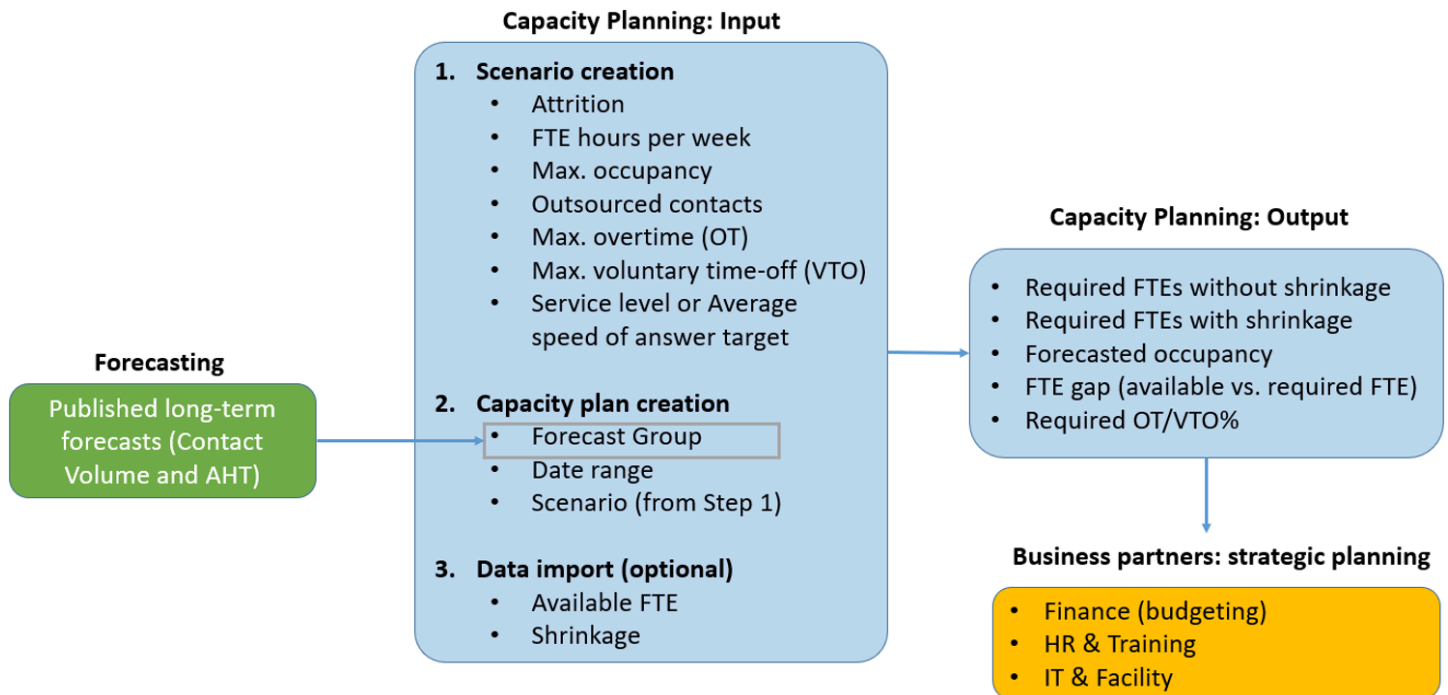 Forecasting
Published long-term
forecasts (Contact
Volume and AHT)
Capacity Planning: Input
1. Scenario creation
• Attrition
• FTE hours per week
• Max. occupancy
• Outsourced contacts
• Max. overtime (OT)
• Max. voluntary time-off (VTO)
• Service level or Average
speed of answer target
2. Capacity plan creation
• Forecast Group
• Date range
• Scenario (from Step 1)
3. Data import (optional)
• Available FTE
• Shrinkage
Capacity Planning: Output
• Required FTEs without shrinkage
• Required FTEs with shrinkage
• Forecasted occupancy
• FTE gap (available vs. required FTE)
• Required OT/VTO%
Business partners: strategic planning
• Finance (budgeting)
• HR & Training
• IT & Facility